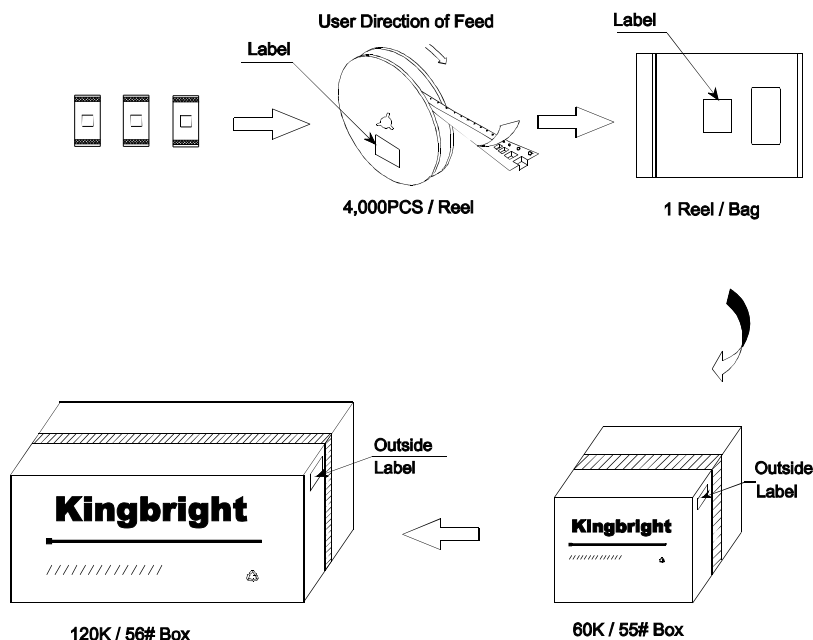 User Direction of Feed
Label
Label
4,000PCS / Reel
1 Reel / Bag
Outside
Label
Kingbright
Outside
Label
Kingbright
60K / 55# Box
120K / 56# Box